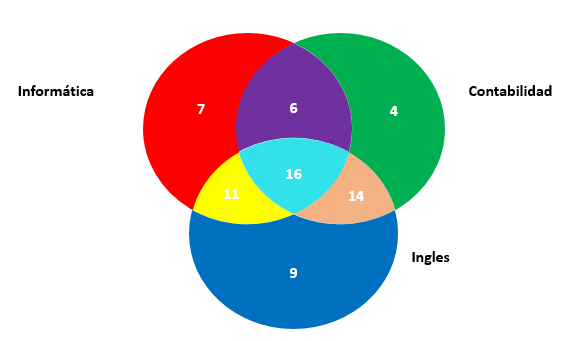 Informática
Contabilidad
7
6
4
16
11
14
Ingles
9